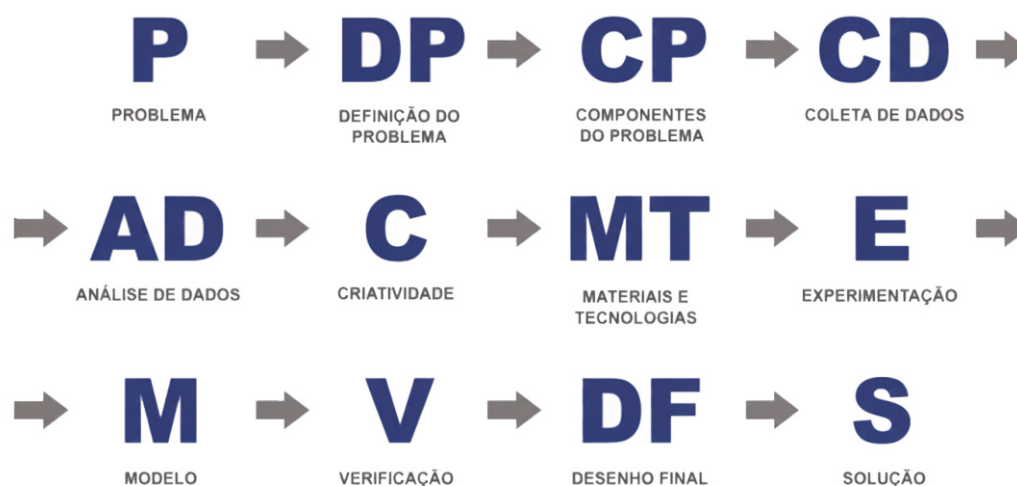 P
DP
CP
CD
PROBLEMA
DEFINIÇÃO DO
PROBLEMA
COMPONENTES
DO PROBLEMA
COLETA DE DADOS
AD
C
MT
E
ANÁLISE DE DADOS
CRIATIVIDADE
MATERIAIS E
TECNOLOGIAS
EXPERIMENTAÇÃO
M
V
DF
S
MODELO
VERIFICAÇÃO
DESENHO FINAL
SOLUÇÃO